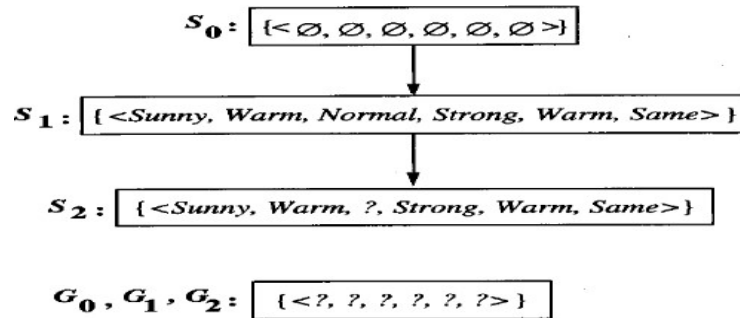 S0: {<Ø, Ø, Ø, Ø, Ø, Ø>}
S1: {<Sunny, Warm, Normal, Strong, Warm, Same>}
S2: {<Sunny, Warm, ?, Strong, Warm, Same>}
G0, G1, G2: {<?, ?, ?, ?, ?, ?>}